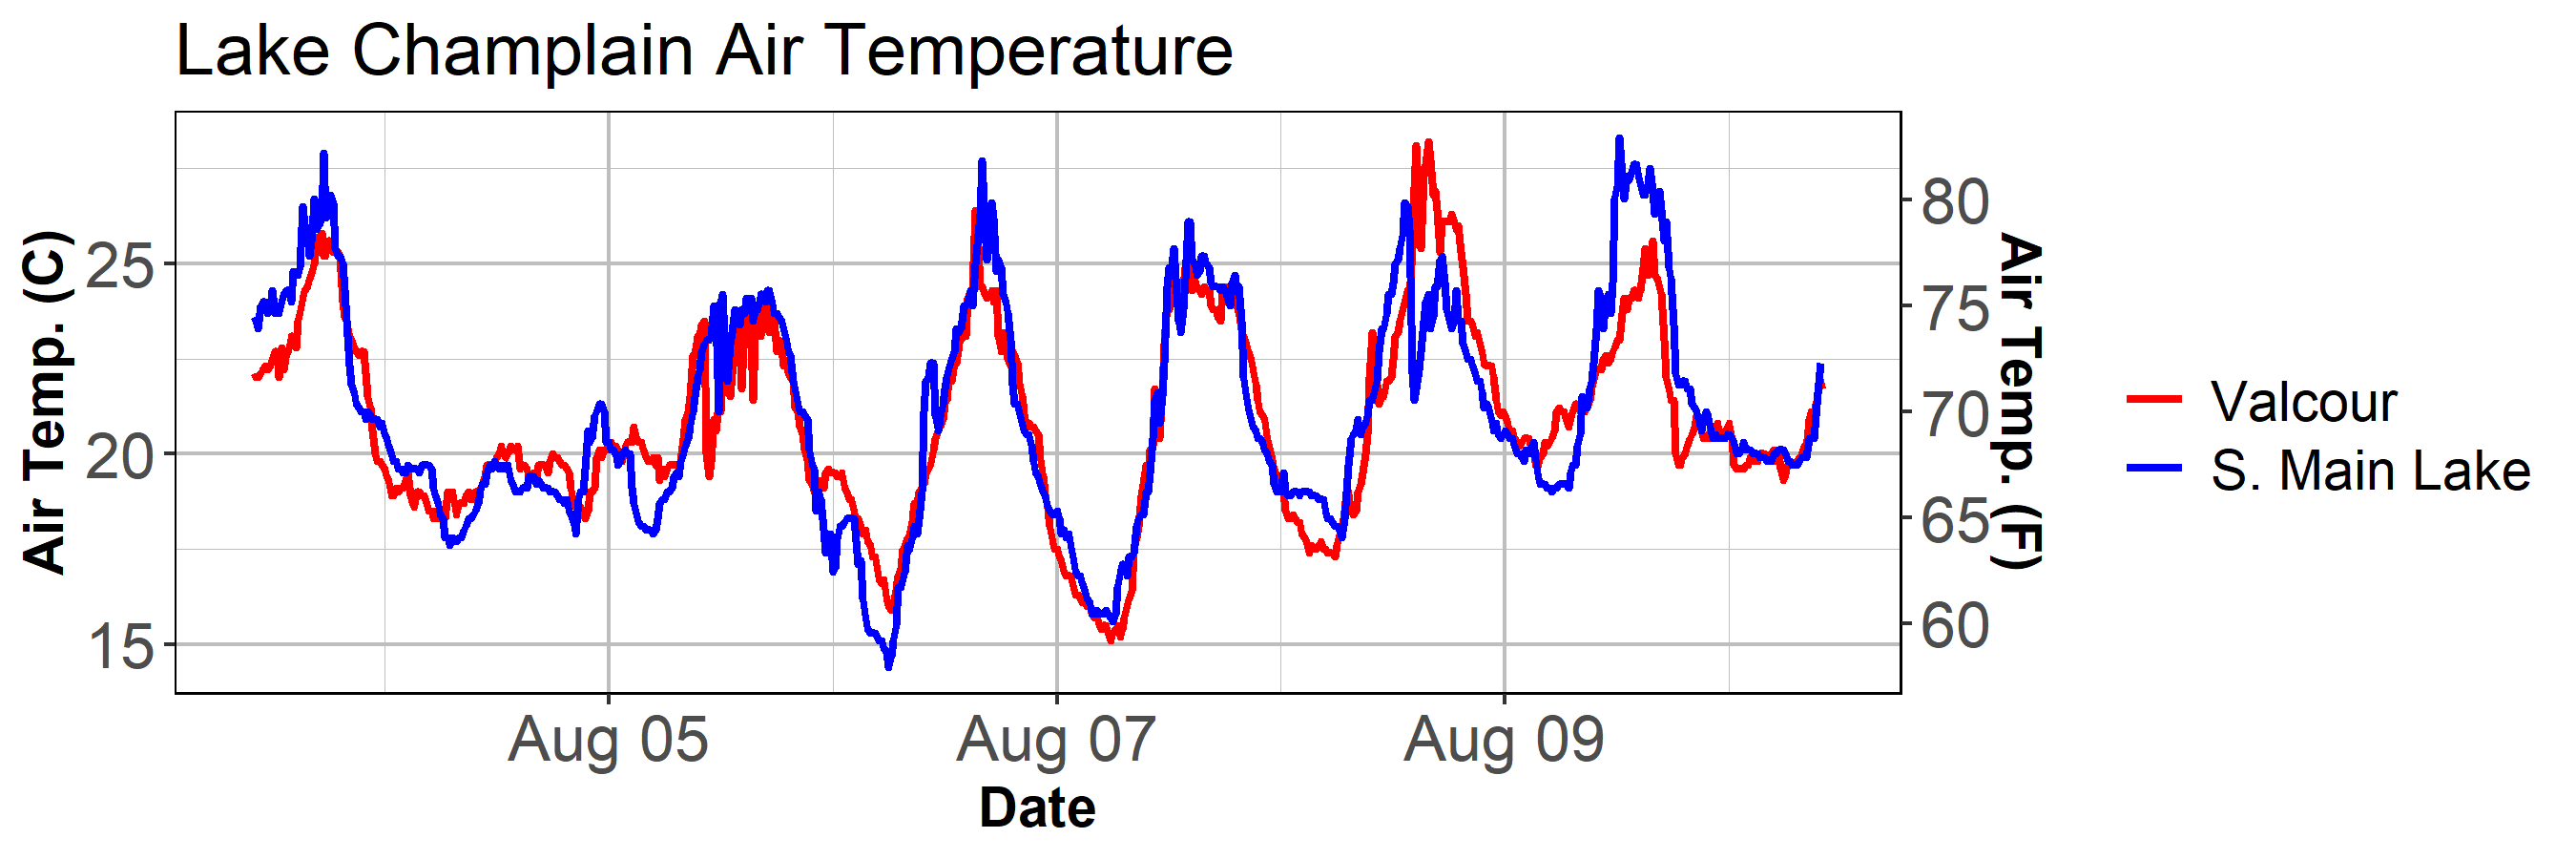 Lake Champlain Air Temperature
Air Temp. (C)
25
20
15
80
75
70
65
60
Air Temp. (F)
Aug 05 Aug 07 Aug 09
Date
Valcour
S. Main Lake